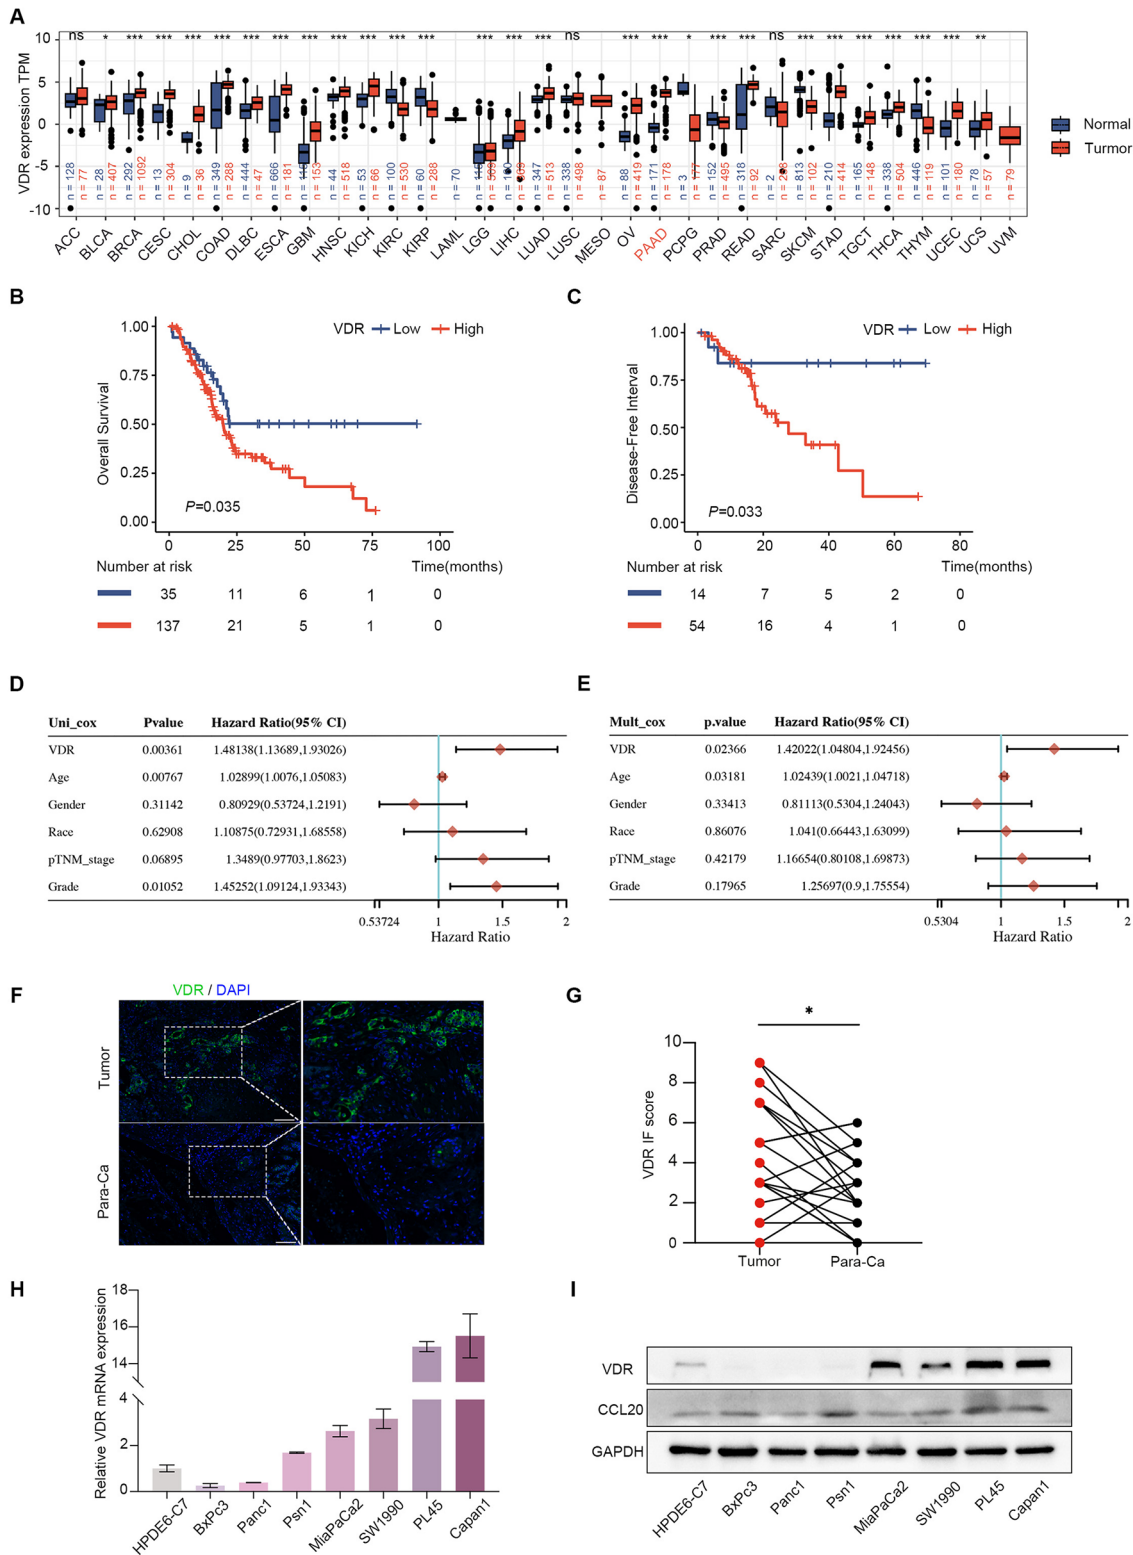 A
ns * *** *** *** *** *** *** *** *** *** *** *** *** *** *** ns *** *** * *** *** ns *** *** *** *** *** *** **
VDR expression TPM
10
5
0
-5
-10
n = 128
n = 77
n = 28
n = 407
n = 292
n = 1092
n = 13
n = 304
n = 9
n = 36
n = 349
n = 288
n = 444
n = 47
n = 666
n = 181
n = 153
n = 44
n = 518
n = 53
n = 66
n = 100
n = 530
n = 60
n = 288
n = 70
n = 347
n = 513
n = 338
n = 498
n = 87
n = 88
n = 419
n = 171
n = 178
n = 3
n = 152
n = 495
n = 318
n = 92
n = 2
n = 813
n = 102
n = 210
n = 414
n = 165
n = 148
n = 338
n = 504
n = 446
n = 119
n = 101
n = 180
n = 78
n = 57
n = 79
ACC BLCA BRCA CESC CHOL COAD DLBC ESCA GBM HNSC KICH KIRC KIRP LAML LGG LIHC LUAD LUSC MESO OV PAAD PCPG PRAD READ SARC SKCM STAD TGCT THCA THYM UCEC UCS UVM
Normal
Turmor
B
VDR Low High
Overall Survival
1.00
0.75
0.50
0.25
0.00
P=0.035
0 25 50 75 100
Number at risk Time(months)
35 11 6 1 0
137 21 5 1 0
C
VDR Low High
Disease-Free Interval
1.00
0.75
0.50
0.25
0.00
P=0.033
0 20 40 60 80
Number at risk Time(months)
14 7 5 2 0
54 16 4 1 0
D
Uni_cox Pvalue Hazard Ratio(95% CI)
VDR 0.00361 1.48138(1.13689,1.93026)
Age 0.00767 1.02899(1.0076,1.05083)
Gender 0.31142 0.80929(0.53724,1.2191)
Race 0.62908 1.10875(0.72931,1.68558)
pTNM_stage 0.06895 1.3489(0.97703,1.8623)
Grade 0.01052 1.45252(1.09124,1.93343)
0.53724 1 1.5 2
Hazard Ratio
E
Mult_cox p.value Hazard Ratio(95% CI)
VDR 0.02366 1.42022(1.04804,1.92456)
Age 0.03181 1.02439(1.0021,1.04718)
Gender 0.33413 0.81113(0.5304,1.24043)
Race 0.86076 1.041(0.66443,1.63099)
pTNM_stage 0.42179 1.16654(0.80108,1.69873)
Grade 0.17965 1.25697(0.9,1.75554)
0.5304 1 1.5 2
Hazard Ratio
F
VDR / DAPI
Tumor
Para-Ca
G
*
VDR IF score
10
8
6
4
2
0
Tumor Para-Ca
H
Relative VDR mRNA expression
18
16
14
4
2
0
HPDE6-C7 BxPc3 Panc1 Psn1 MiaPaCa2 SW1990 PL45 Capan1
I
VDR
CCL20
GAPDH
HPDE6-C7 BxPc3 Panc1 Psn1 MiaPaCa2 SW1990 PL45 Capan1